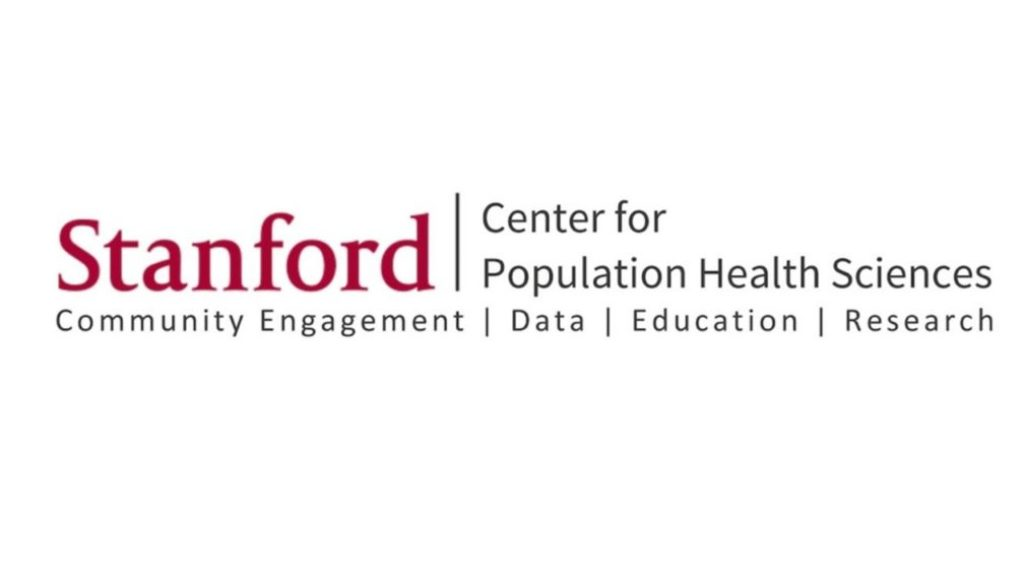 Stanford | Center for
Population Health Sciences
Community Engagement | Data | Education | Research